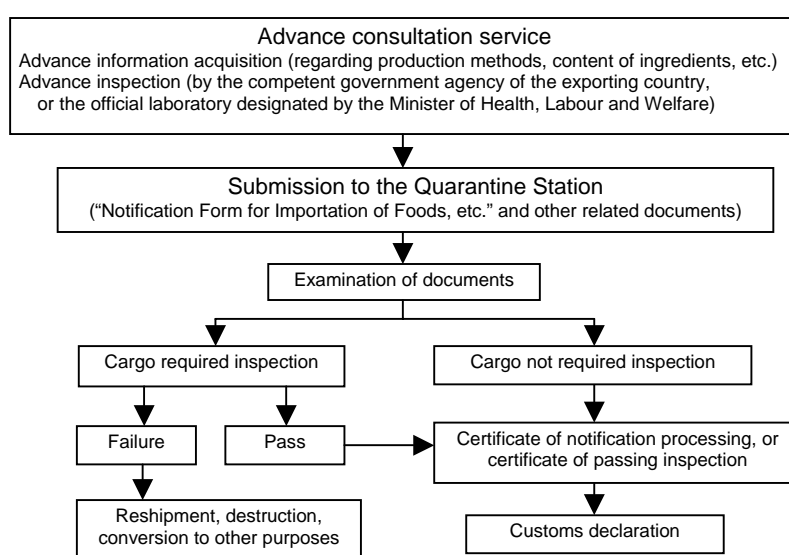 Advance consultation service
Advance information acquisition (regarding production methods, content of ingredients, etc.)
Advance inspection (by the competent government agency of the exporting country,
or the official laboratory designated by the Minister of Health, Labour and Welfare)
Submission to the Quarantine Station
(“Notification Form for Importation of Foods, etc.” and other related documents)
Examination of documents
Cargo required inspection
Cargo not required inspection
Failure
Pass
Certificate of notification processing, or
certificate of passing inspection
Reshipment, destruction,
conversion to other purposes
Customs declaration